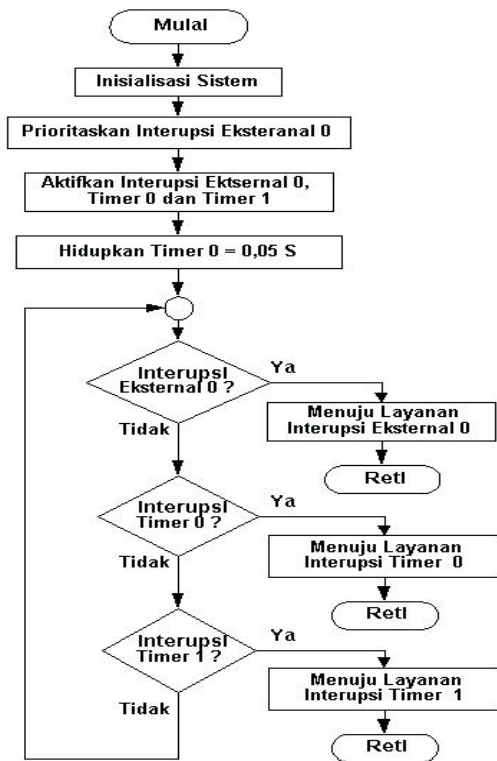 Mulai
Inisialisasi Sistem
Prioritaskan Interupsi Eksteranal 0
Aktifkan Interupsi Ektsernal 0,
Timer 0 dan Timer 1
Hidupkan Timer 0 = 0,05 S
Interupsi
Eksternal 0 ?
Ya
Menuju Layanan
Interupsi Eksternal 0
RetI
Tidak
Interupsi
Timer 0 ?
Ya
Menuju Layanan
Interupsi Timer 0
RetI
Tidak
Interupsi
Timer 1 ?
Ya
Menuju Layanan
Interupsi Timer 1
RetI
Tidak